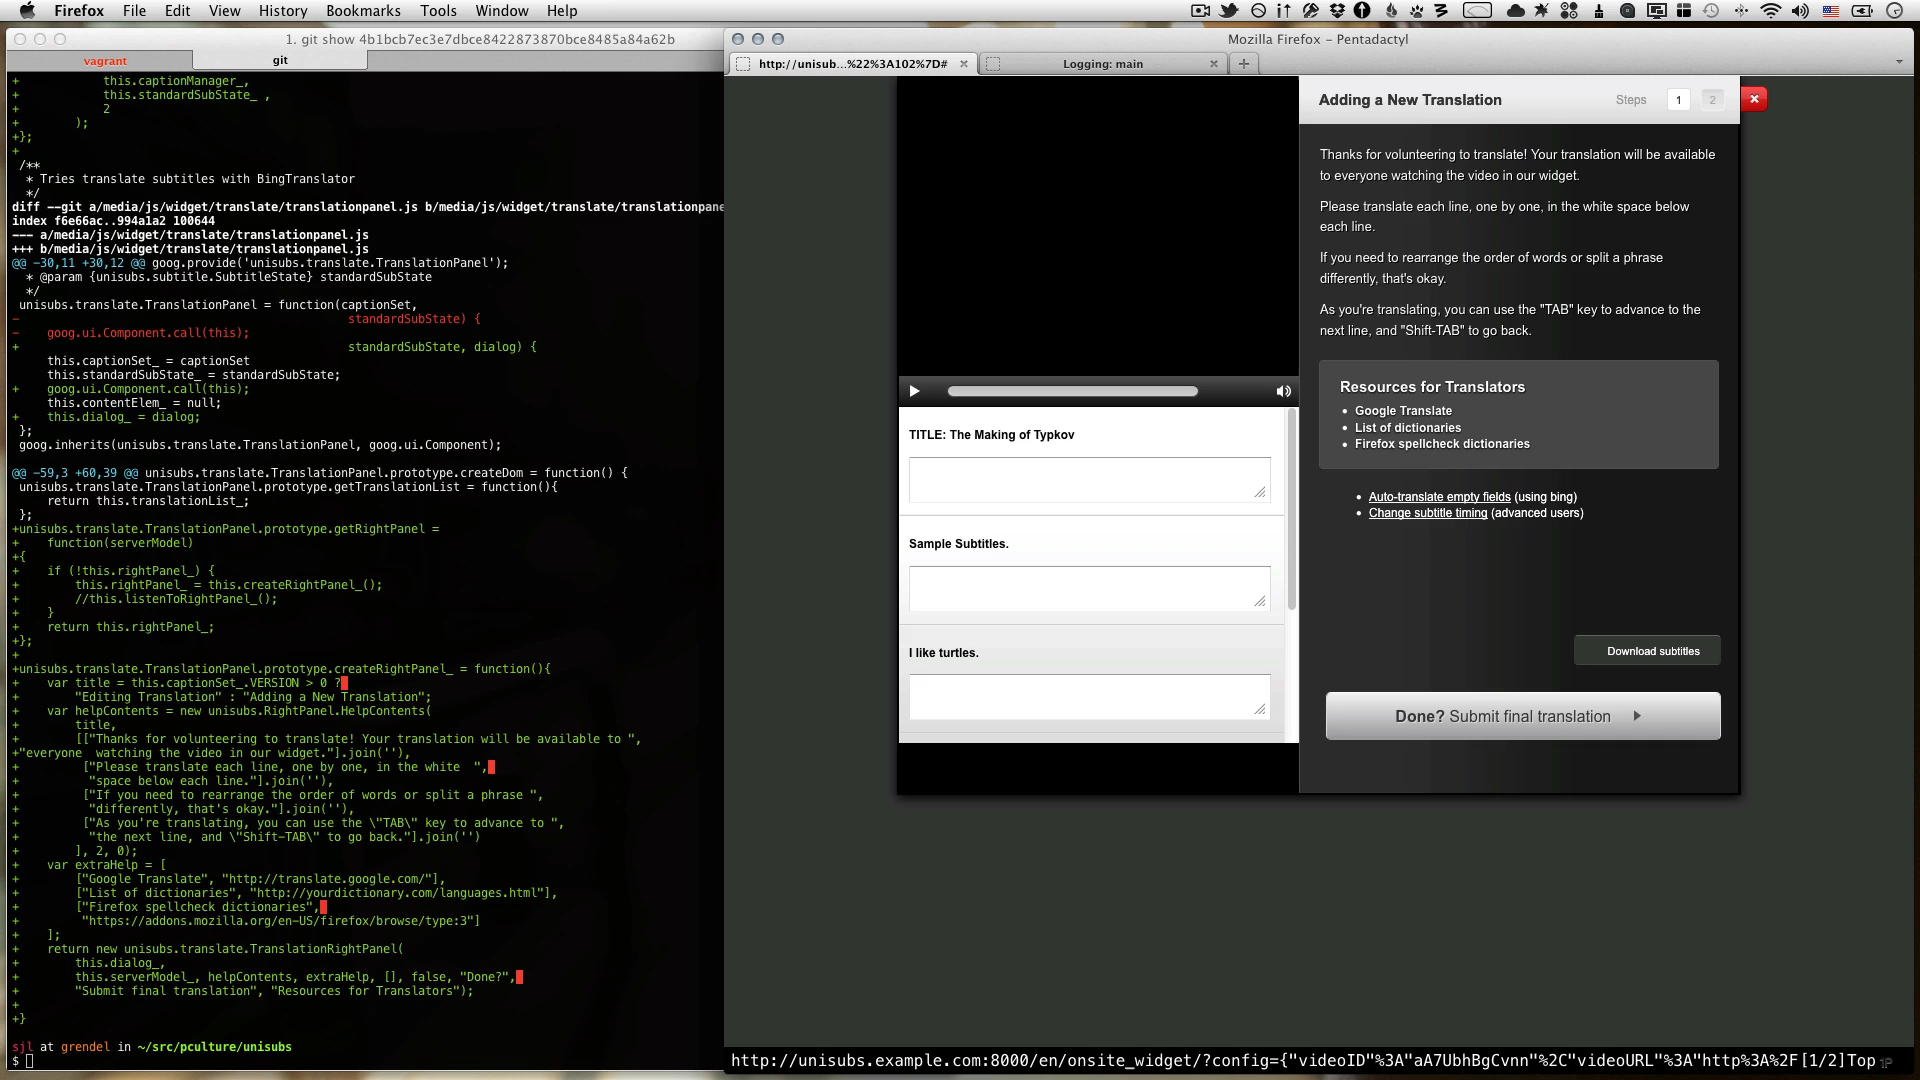 Firefox File Edit View History Bookmarks Tools Window Help
1. git show 4b1bcb7ec3e7dbce8422873870bce8485a84a62b
vagrant git
+            this.captionManager_,
+            this.standardSubState_ ,
+            2
+        );
+};
+
 /**
  * Tries translate subtitles with BingTranslator
  */
diff --git a/media/js/widget/translate/translationpanel.js b/media/js/widget/translate/translationpane
index f6e66ac..994a1a2 100644
--- a/media/js/widget/translate/translationpanel.js
+++ b/media/js/widget/translate/translationpanel.js
@@ -30,11 +30,12 @@ goog.provide('unisubs.translate.TranslationPanel');
  * @param {unisubs.subtitle.SubtitleState} standardSubState
  */
 unisubs.translate.TranslationPanel = function(captionSet,
-                                               standardSubState) {
-    goog.ui.Component.call(this);
+                                               standardSubState, dialog) {
     this.captionSet_ = captionSet
     this.standardSubState_ = standardSubState;
+    goog.ui.Component.call(this);
     this.contentElem_ = null;
+    this.dialog_ = dialog;
 };
 goog.inherits(unisubs.translate.TranslationPanel, goog.ui.Component);

@@ -59,3 +60,39 @@ unisubs.translate.TranslationPanel.prototype.createDom = function() {
 unisubs.translate.TranslationPanel.prototype.getTranslationList = function(){
     return this.translationList_;
 };
+unisubs.translate.TranslationPanel.prototype.getRightPanel =
+    function(serverModel)
+{
+    if (!this.rightPanel_) {
+        this.rightPanel_ = this.createRightPanel_();
+        //this.listenToRightPanel_();
+    }
+    return this.rightPanel_;
+};
+
+unisubs.translate.TranslationPanel.prototype.createRightPanel_ = function(){
+    var title = this.captionSet_.VERSION > 0 ?
+        "Editing Translation" : "Adding a New Translation";
+    var helpContents = new unisubs.RightPanel.HelpContents(
+        title,
+        [["Thanks for volunteering to translate! Your translation will be available to ",
+"everyone  watching the video in our widget."].join(''),
+         ["Please translate each line, one by one, in the white  ",
+          "space below each line."].join(''),
+         ["If you need to rearrange the order of words or split a phrase ",
+          "differently, that's okay."].join(''),
+         ["As you're translating, you can use the \"TAB\" key to advance to ",
+          "the next line, and \"Shift-TAB\" to go back."].join('')
+        ], 2, 0);
+    var extraHelp = [
+        ["Google Translate", "http://translate.google.com/"],
+        ["List of dictionaries", "http://yourdictionary.com/languages.html"],
+        ["Firefox spellcheck dictionaries",
+         "https://addons.mozilla.org/en-US/firefox/browse/type:3"]
+    ];
+    return new unisubs.translate.TranslationRightPanel(
+        this.dialog_,
+        this.serverModel_, helpContents, extraHelp, [], false, "Done?",
+        "Submit final translation", "Resources for Translators");
+
+}
sjl at grendel in ~/src/pculture/unisubs
$
Mozilla Firefox - Pentadactyl
http://unisub...%22%3A102%7D# Logging: main
TITLE: The Making of Typkov
Sample Subtitles.
I like turtles.
Adding a New Translation Steps 1 2
Thanks for volunteering to translate! Your translation will be available
to everyone watching the video in our widget.
Please translate each line, one by one, in the white space below
each line.
If you need to rearrange the order of words or split a phrase
differently, that's okay.
As you're translating, you can use the "TAB" key to advance to the
next line, and "Shift-TAB" to go back.
Resources for Translators
• Google Translate
• List of dictionaries
• Firefox spellcheck dictionaries
• Auto-translate empty fields (using bing)
• Change subtitle timing (advanced users)
Download subtitles
Done? Submit final translation
http://unisubs.example.com:8000/en/onsite_widget/?config={"videoID"%3A"aA7UbhBgCvnn"%2C"videoURL"%3A"http%3A%2F[1/2]Top